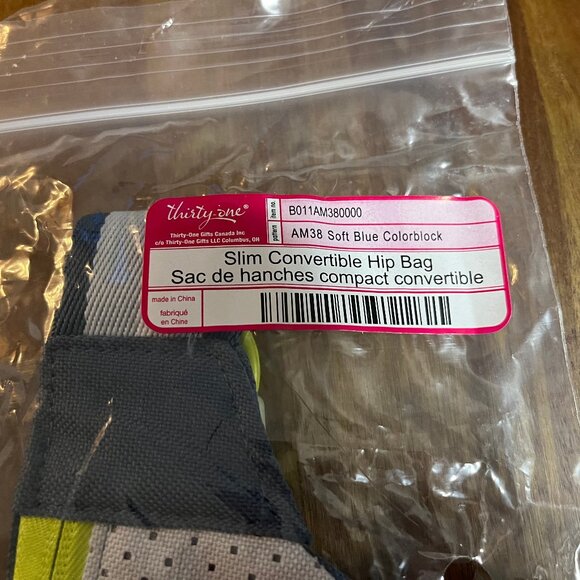 thirty-one®
Thirty-One Gifts Canada Inc
c/o Thirty-One Gifts LLC Columbus, OH
item no. B011AM380000
pattern AM38 Soft Blue Colorblock
Slim Convertible Hip Bag
Sac de hanches compact convertible
made in China
fabriqué
en Chine